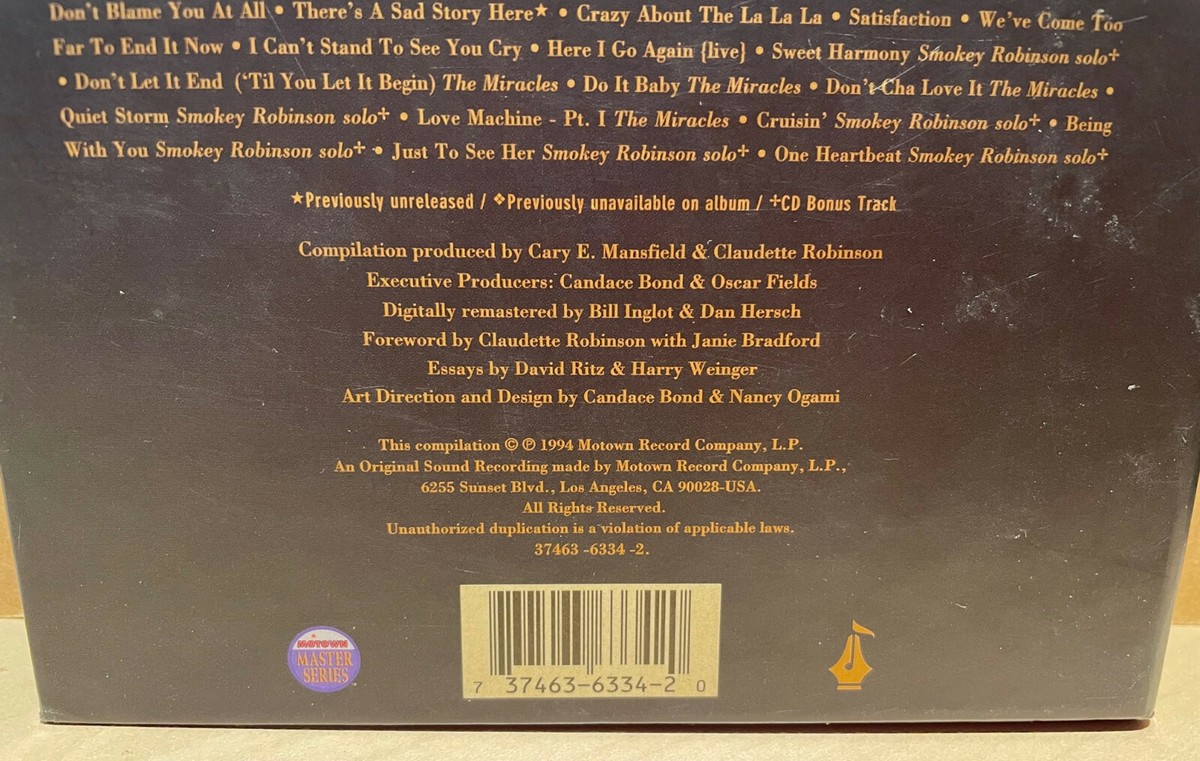 Don't Blame You At All • There's A Sad Story Here★ • Crazy About The La La La • Satisfaction • We've Come Too
Far To End It Now • I Can't Stand To See You Cry • Here I Go Again {live} • Sweet Harmony Smokey Robinson solo+
• Don't Let It End ('Til You Let It Begin) The Miracles • Do It Baby The Miracles • Don't Cha Love It The Miracles •
Quiet Storm Smokey Robinson solo+ • Love Machine - Pt. I The Miracles • Cruisin' Smokey Robinson solo+ • Being
With You Smokey Robinson solo+ • Just To See Her Smokey Robinson solo+ • One Heartbeat Smokey Robinson solo+
★Previously unreleased / ❖Previously unavailable on album / +CD Bonus Track
Compilation produced by Cary E. Mansfield & Claudette Robinson
Executive Producers: Candace Bond & Oscar Fields
Digitally remastered by Bill Inglot & Dan Hersch
Foreword by Claudette Robinson with Janie Bradford
Essays by David Ritz & Harry Weinger
Art Direction and Design by Candace Bond & Nancy Ogami
This compilation © ℗ 1994 Motown Record Company, L.P.
An Original Sound Recording made by Motown Record Company, L.P.,
6255 Sunset Blvd., Los Angeles, CA 90028-USA.
All Rights Reserved.
Unauthorized duplication is a violation of applicable laws.
37463 -6334 -2.
MOTOWN
MASTER
SERIES
7 37463-6334-2 0